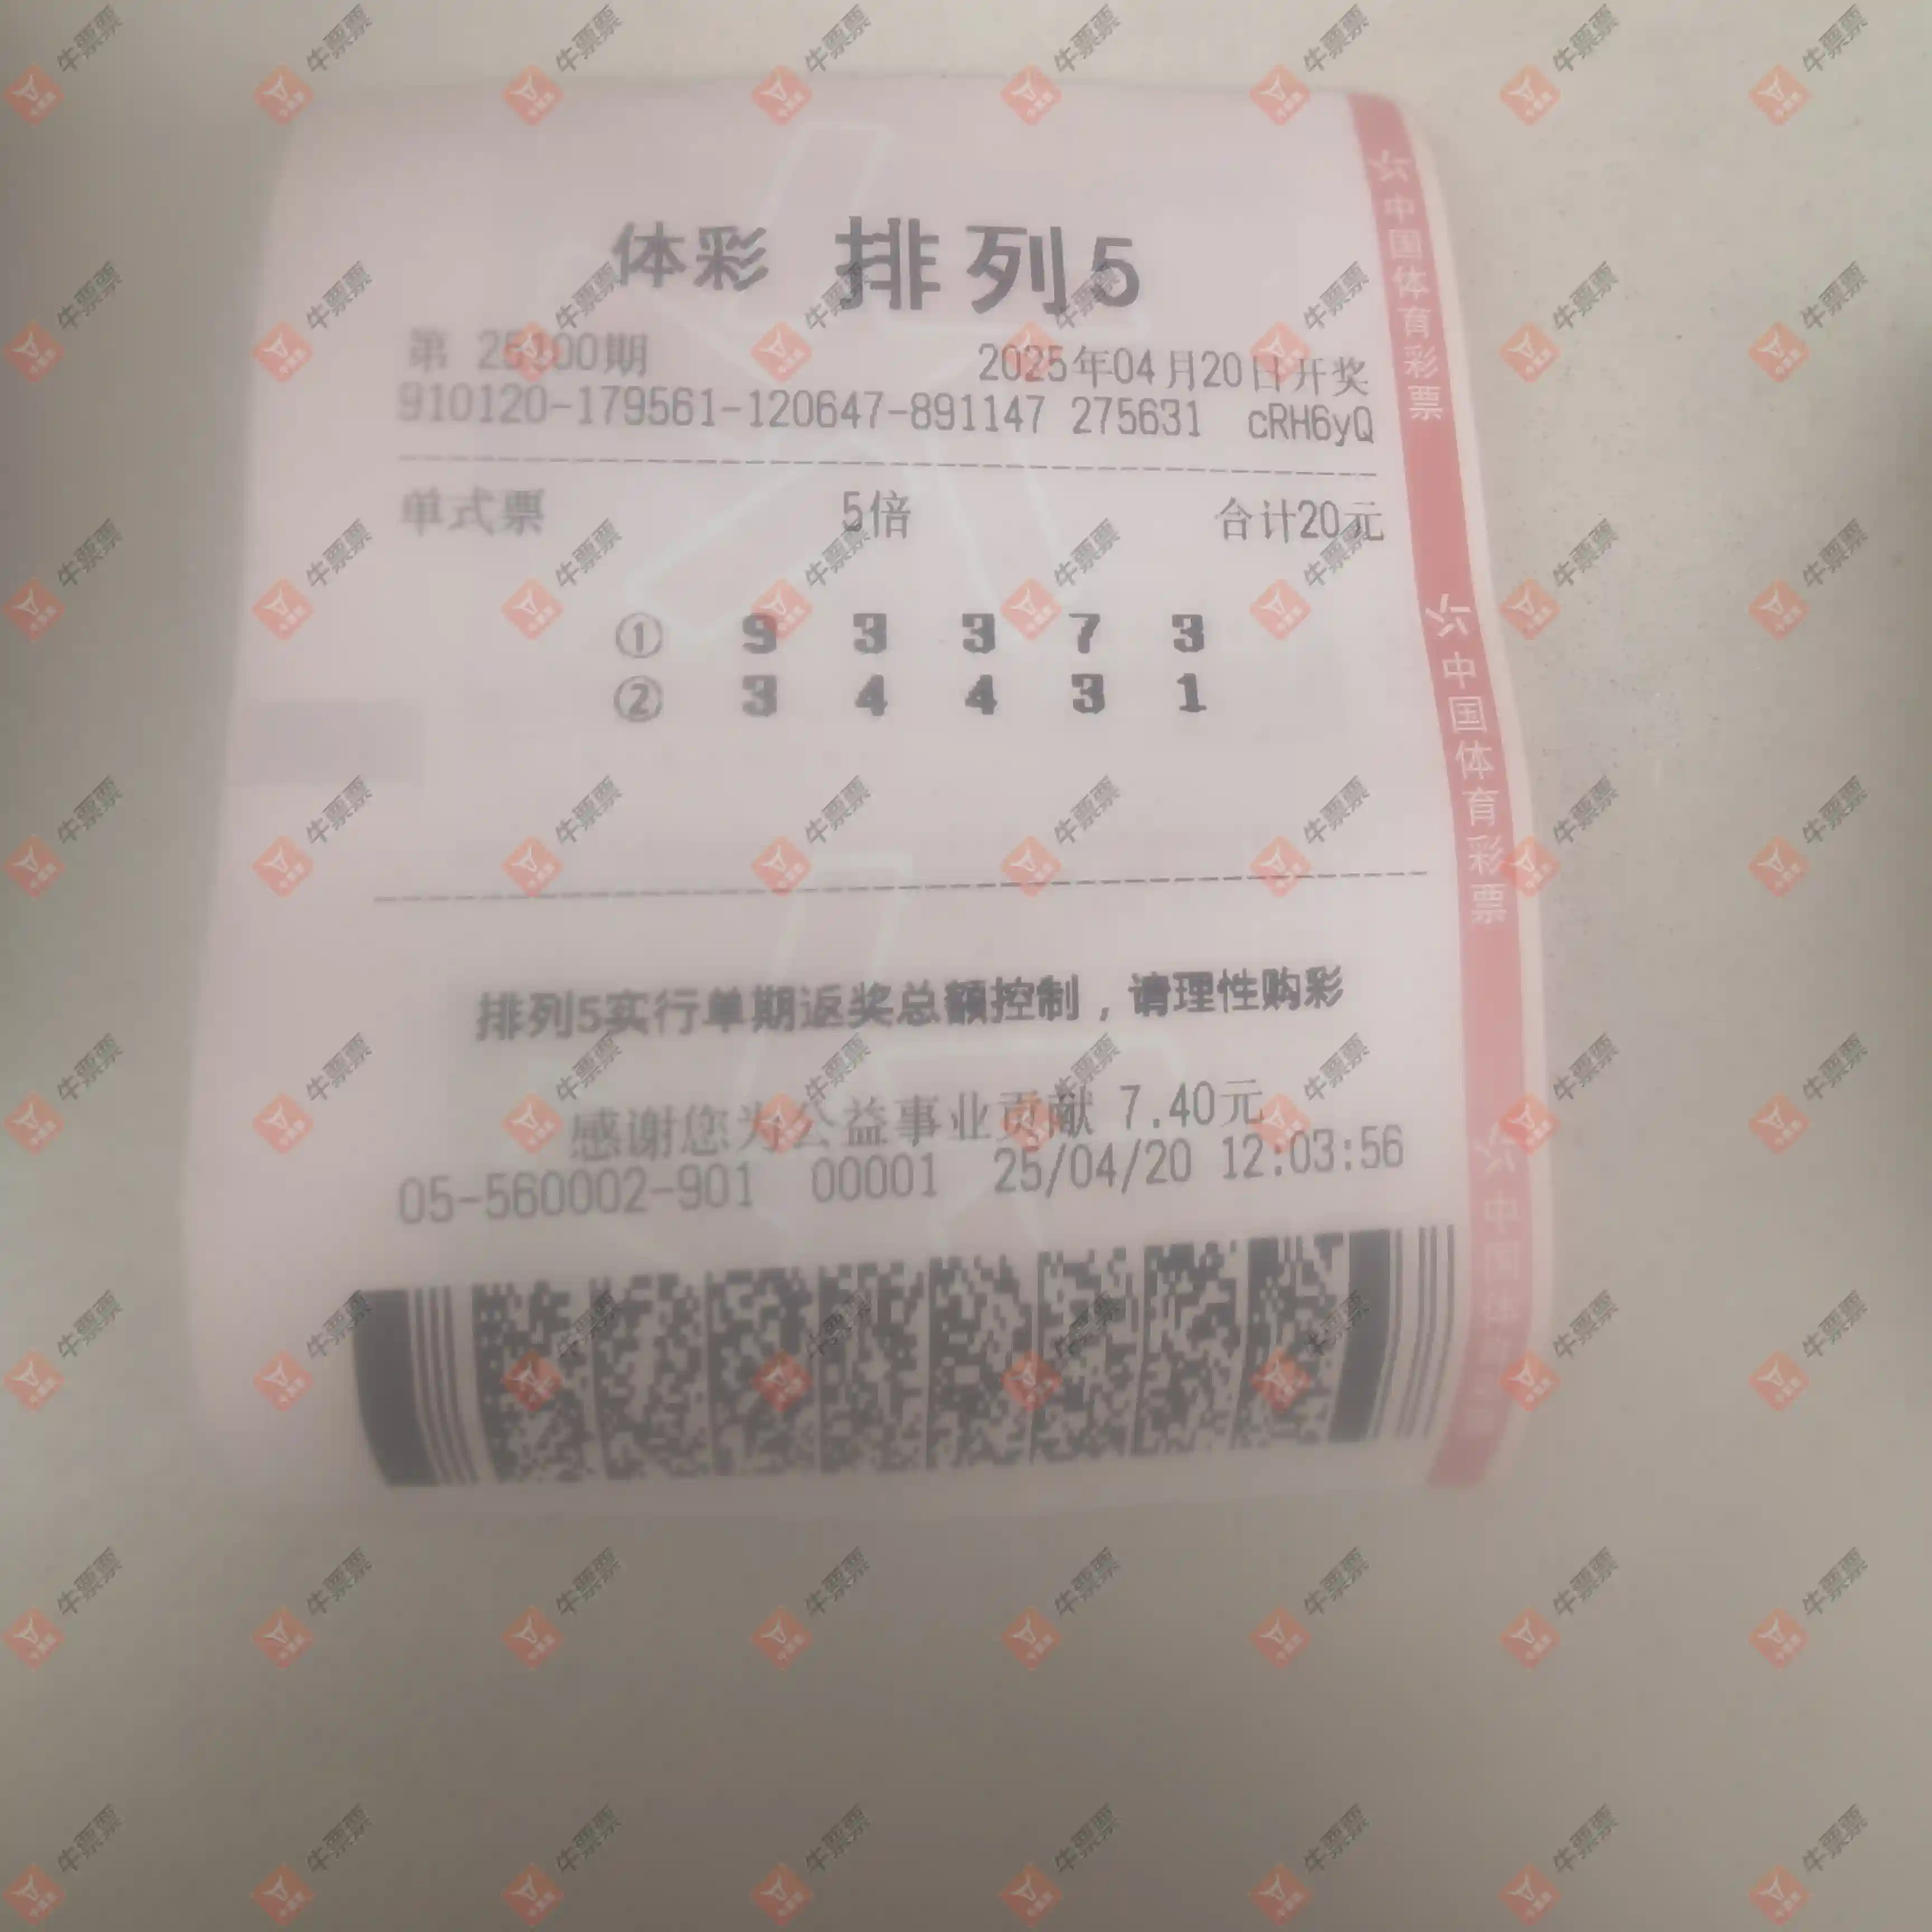 体彩 排列5
第 25100期 2025年04月20日开奖
910120-179561-120647-891147 275631 cRH6yQ
单式票 5倍 合计20元
① 9 3 3 7 3
② 3 4 4 3 1
排列5实行单期返奖总额控制，请理性购彩
感谢您为公益事业贡献 7.40元
05-560002-901 00001 25/04/20 12:03:56
中国体育彩票
中国体育彩票
牛票票